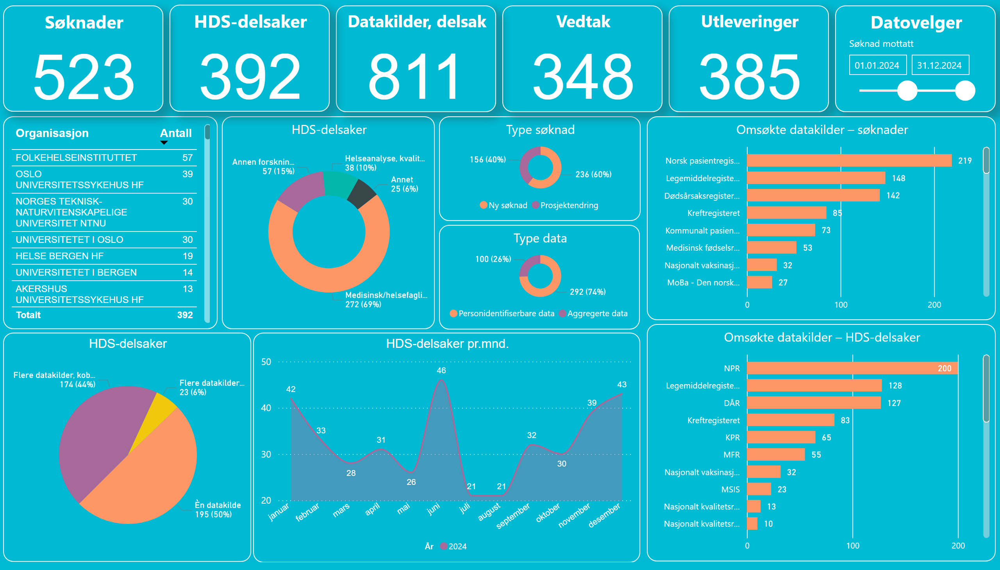 Søknader
523
HDS-delsaker
392
Datakilder, delsak
811
Vedtak
348
Utleveringer
385
Datovelger
Søknad mottatt
01.01.2024 31.12.2024
Organisasjon Antall
FOLKEHELSEINSTITUTTET 57
OSLO 39
UNIVERSITETSSYKEHUS HF
NORGES TEKNISK- 30
NATURVITENSKAPELIGE
UNIVERSITET NTNU
UNIVERSITETET I OSLO 30
HELSE BERGEN HF 19
UNIVERSITETET I BERGEN 14
AKERSHUS 13
UNIVERSITETSSYKEHUS HF
Totalt 392
HDS-delsaker
Annen forsknin...
57 (15%)
Helseanalyse, kvalit...
38 (10%)
Annet
25 (6%)
Medisinsk/helsefagli...
272 (69%)
Type søknad
156 (40%)
236 (60%)
Ny søknad Prosjektendring
Type data
100 (26%)
292 (74%)
Personidentifiserbare data Aggregerte data
Omsøkte datakilder – søknader
Norsk pasientregis... 219
Legemiddelregiste... 148
Dødsårsaksregister... 142
Kreftregisteret 85
Kommunalt pasien... 73
Medisinsk fødselsr... 53
Nasjonalt vaksinasj... 32
MoBa - Den norsk... 27
0 100 200
HDS-delsaker
Flere datakilder, kob...
174 (44%)
Flere datakilder...
23 (6%)
Èn datakilde
195 (50%)
HDS-delsaker pr.mnd.
50
40
30
20
42
33
28
31
26
46
21
21
32
30
39
43
januar
februar
mars
april
mai
juni
juli
august
september
oktober
november
desember
År 2024
Omsøkte datakilder – HDS-delsaker
NPR 200
Legemiddelregiste... 128
DÅR 127
Kreftregisteret 83
KPR 65
MFR 55
Nasjonalt vaksinasj... 32
MSIS 23
Nasjonalt kvalitetsr... 13
Nasjonalt kvalitetsr... 10
0 100 200